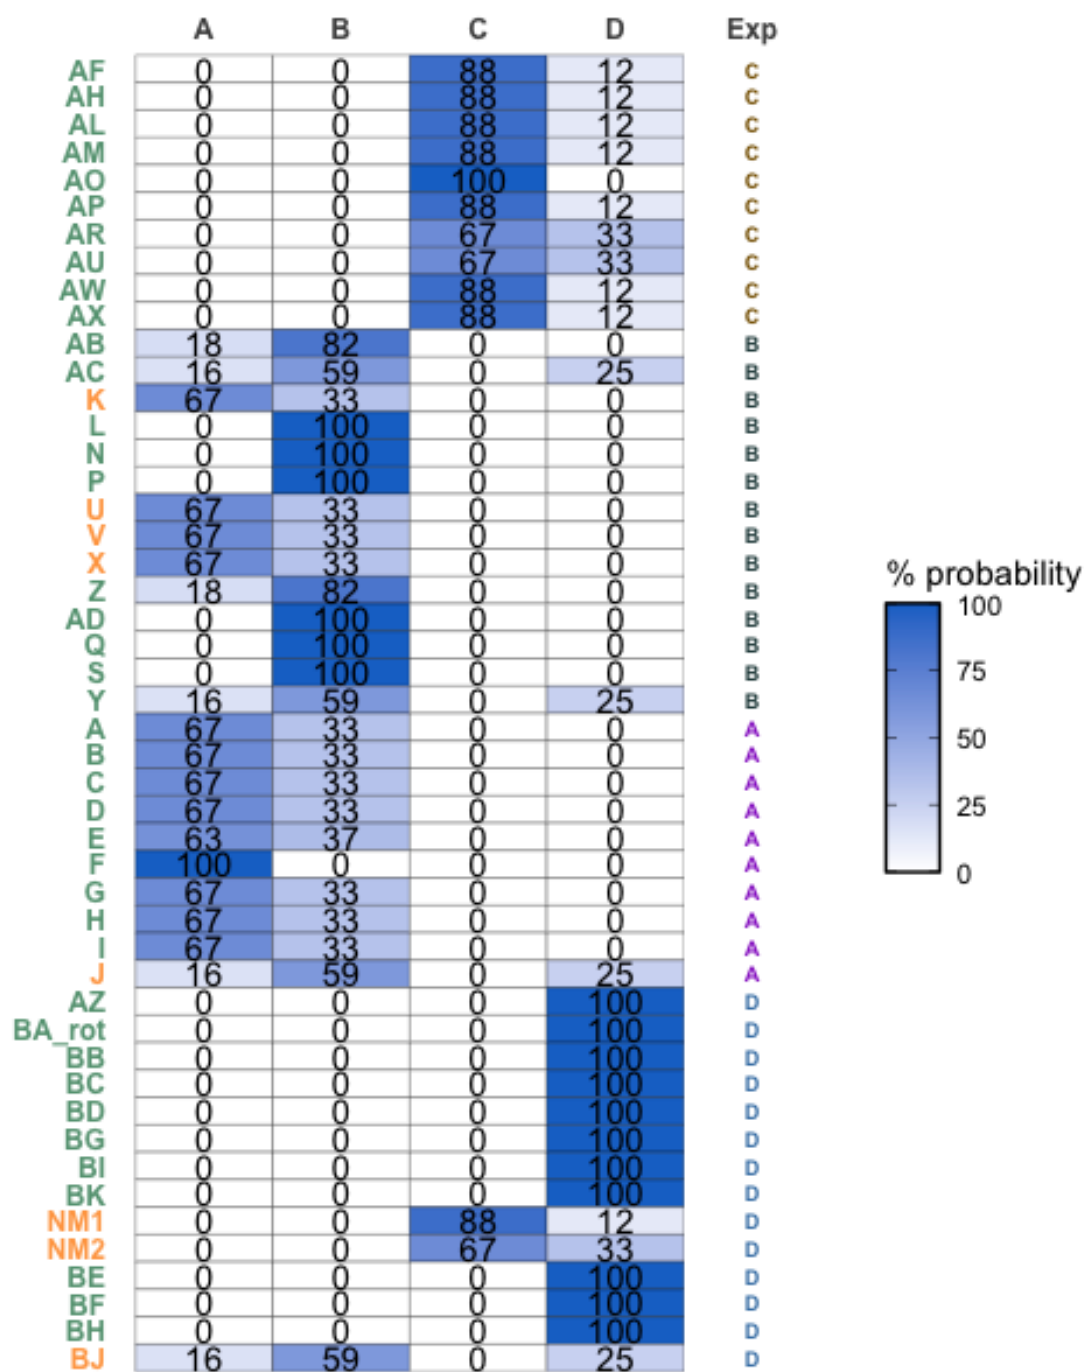 A B C D Exp
AF 0 0 88 12 C
AH 0 0 88 12 C
AL 0 0 88 12 C
AM 0 0 88 12 C
AO 0 0 100 0 C
AP 0 0 88 12 C
AR 0 0 67 33 C
AU 0 0 67 33 C
AW 0 0 88 12 C
AX 0 0 88 12 C
AB 18 82 0 0 B
AC 16 59 0 25 B
K 67 33 0 0 B
L 0 100 0 0 B
N 0 100 0 0 B
P 0 100 0 0 B
U 67 33 0 0 B
V 67 33 0 0 B
X 67 33 0 0 B
Z 18 82 0 0 B
AD 0 100 0 0 B
Q 0 100 0 0 B
S 0 100 0 0 B
Y 16 59 0 25 B
A 67 33 0 0 A
B 67 33 0 0 A
C 67 33 0 0 A
D 67 33 0 0 A
E 63 37 0 0 A
F 100 0 0 0 A
G 67 33 0 0 A
H 67 33 0 0 A
I 67 33 0 0 A
J 16 59 0 25 A
AZ 0 0 0 100 D
BA_rot 0 0 0 100 D
BB 0 0 0 100 D
BC 0 0 0 100 D
BD 0 0 0 100 D
BG 0 0 0 100 D
BI 0 0 0 100 D
BK 0 0 0 100 D
NM1 0 0 88 12 D
NM2 0 0 67 33 D
BE 0 0 0 100 D
BF 0 0 0 100 D
BH 0 0 0 100 D
BJ 16 59 0 25 D
% probability
100
75
50
25
0